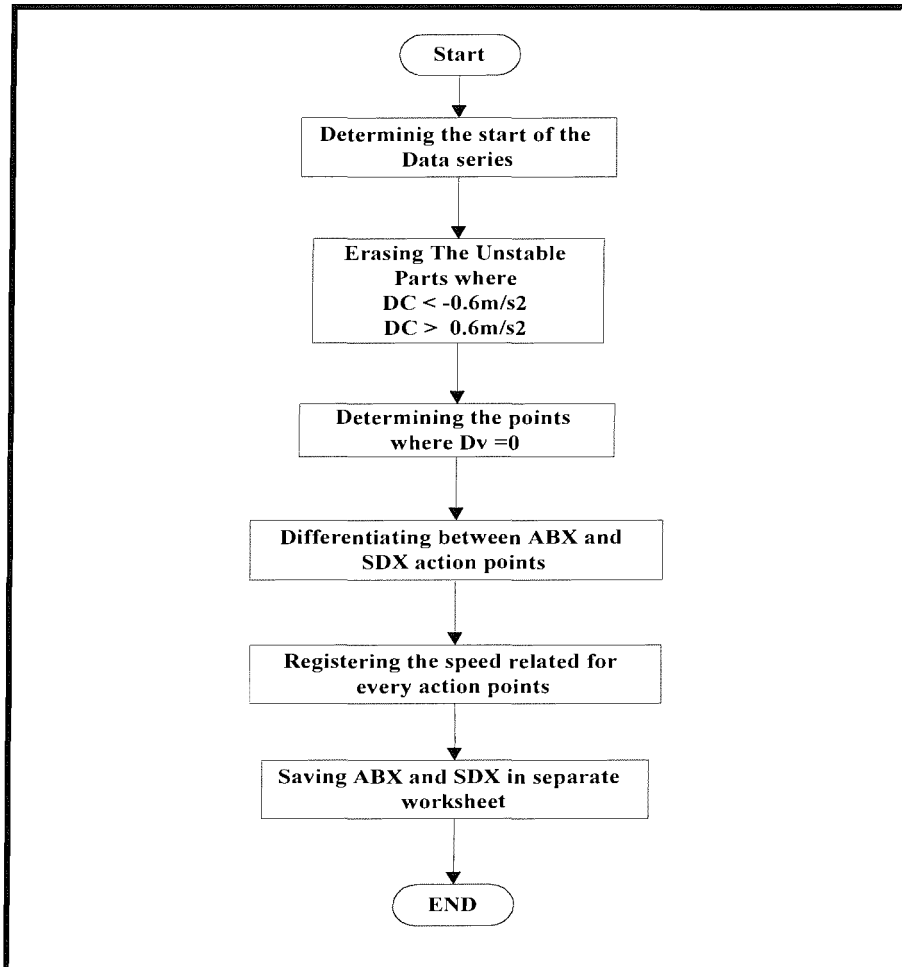 Start
Determinig the start of the
Data series
Erasing The Unstable
Parts where
DC < -0.6m/s2
DC > 0.6m/s2
Determining the points
where Dv =0
Differentiating between ABX and
SDX action points
Registering the speed related for
every action points
Saving ABX and SDX in separate
worksheet
END